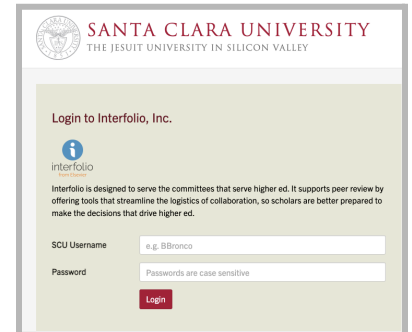 SANTA CLARA UNIVERSITY
THE JESUIT UNIVERSITY IN SILICON VALLEY
Login to Interfolio, Inc.
interfolio
from Elsevier
Interfolio is designed to serve the committees that serve higher ed. It supports peer review by
offering tools that streamline the logistics of collaboration, so scholars are better prepared to
make the decisions that drive higher ed.
SCU Username
e.g. BBronco
Password
Passwords are case sensitive
Login